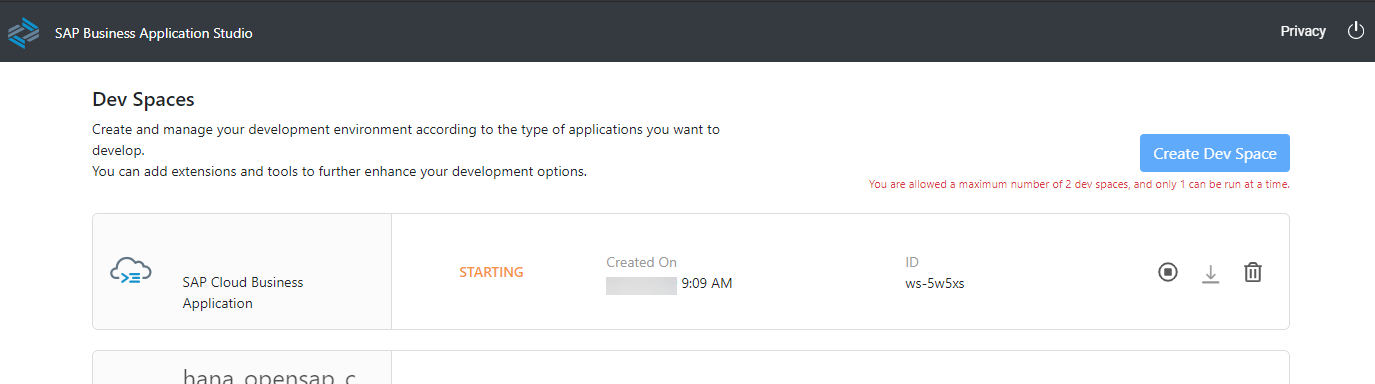 SAP Business Application Studio
Privacy
Dev Spaces
Create and manage your development environment according to the type of applications you want to
develop.
You can add extensions and tools to further enhance your development options.
Create Dev Space
You are allowed a maximum number of 2 dev spaces, and only 1 can be run at a time.
SAP Cloud Business
Application
STARTING
Created On
9:09 AM
ID
ws-5w5xs
hana_opensap_c